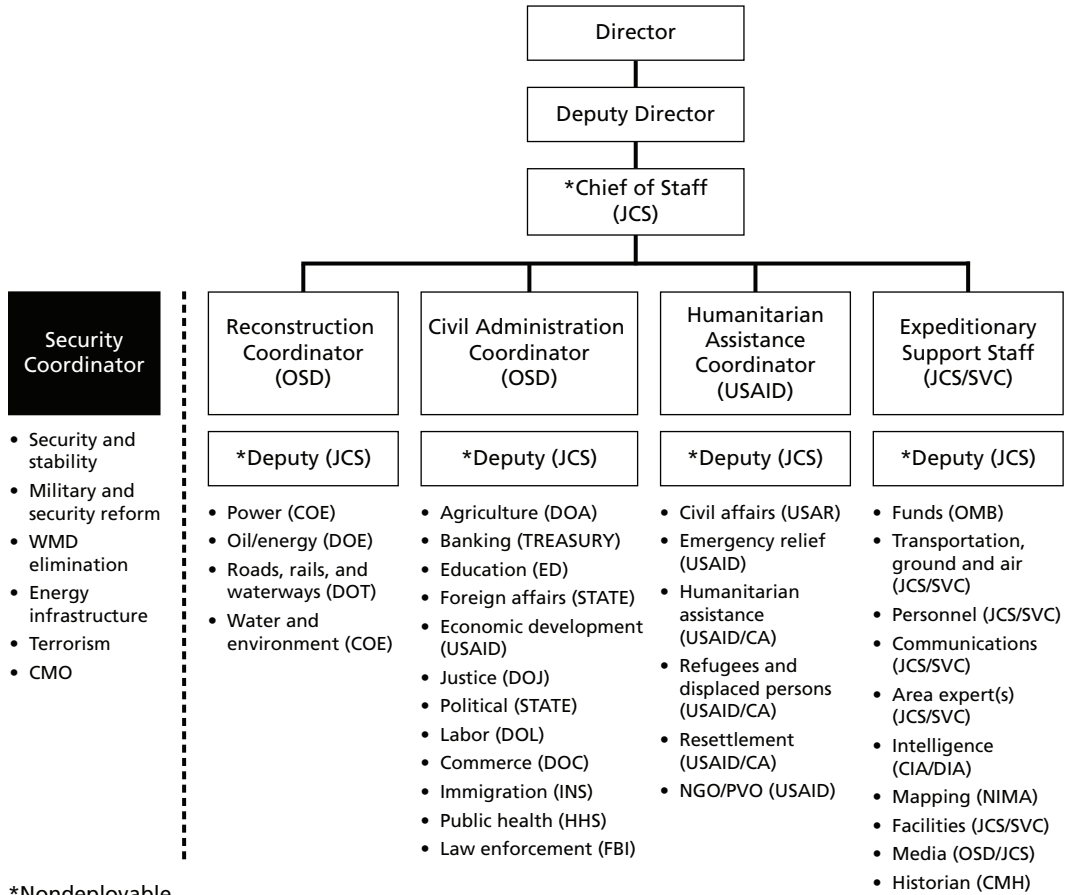 Director
Deputy Director
*Chief of Staff
(JCS)
Security
Coordinator
• Security and
stability
• Military and
security reform
• WMD
elimination
• Energy
infrastructure
• Terrorism
• CMO
Reconstruction
Coordinator
(OSD)
*Deputy (JCS)
• Power (COE)
• Oil/energy (DOE)
• Roads, rails, and
waterways (DOT)
• Water and
environment (COE)
Civil Administration
Coordinator
(OSD)
*Deputy (JCS)
• Agriculture (DOA)
• Banking (TREASURY)
• Education (ED)
• Foreign affairs (STATE)
• Economic development
(USAID)
• Justice (DOJ)
• Political (STATE)
• Labor (DOL)
• Commerce (DOC)
• Immigration (INS)
• Public health (HHS)
• Law enforcement (FBI)
Humanitarian
Assistance
Coordinator
(USAID)
*Deputy (JCS)
• Civil affairs (USAR)
• Emergency relief
(USAID)
• Humanitarian
assistance
(USAID/CA)
• Refugees and
displaced persons
(USAID/CA)
• Resettlement
(USAID/CA)
• NGO/PVO (USAID)
Expeditionary
Support Staff
(JCS/SVC)
*Deputy (JCS)
• Funds (OMB)
• Transportation,
ground and air
(JCS/SVC)
• Personnel (JCS/SVC)
• Communications
(JCS/SVC)
• Area expert(s)
(JCS/SVC)
• Intelligence
(CIA/DIA)
• Mapping (NIMA)
• Facilities (JCS/SVC)
• Media (OSD/JCS)
• Historian (CMH)
*Nondeployable